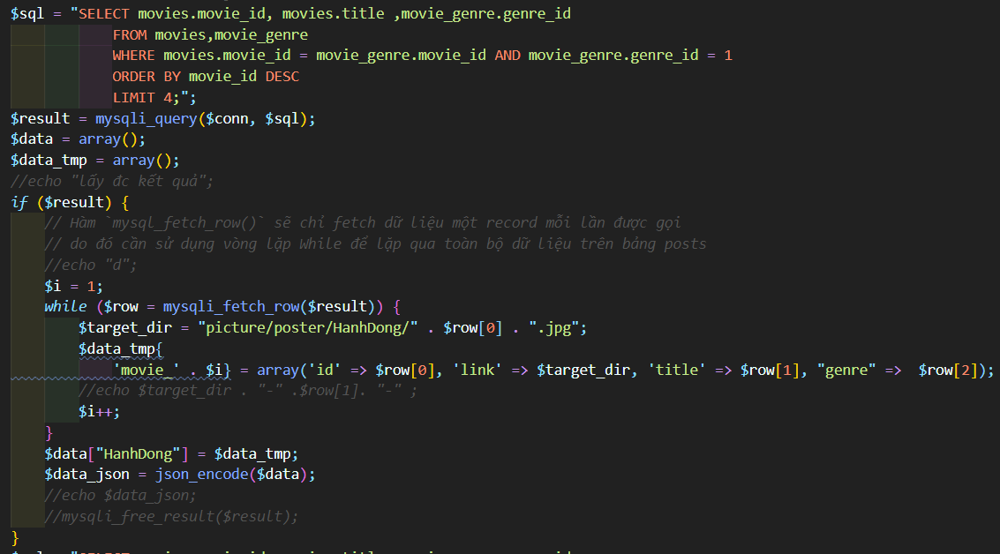 $sql = "SELECT movies.movie_id, movies.title ,movie_genre.genre_id
FROM movies,movie_genre
WHERE movies.movie_id = movie_genre.movie_id AND movie_genre.genre_id = 1
ORDER BY movie_id DESC
LIMIT 4;";
$result = mysqli_query($conn, $sql);
$data = array();
$data_tmp = array();
//echo "lấy đc kết quả";
if ($result) {
// Hàm `mysql_fetch_row()` sẽ chỉ fetch dữ liệu một record mỗi lần được gọi
// do đó cần sử dụng vòng lặp While để lặp qua toàn bộ dữ liệu trên bảng posts
//echo "d";
$i = 1;
while ($row = mysqli_fetch_row($result)) {
$target_dir = "picture/poster/HanhDong/" . $row[0] . ".jpg";
$data_tmp{
'movie_' . $i} = array('id' => $row[0], 'link' => $target_dir, 'title' => $row[1], "genre" =>  $row[2]);
//echo $target_dir . "-" .$row[1]. "-" ;
$i++;
}
$data["HanhDong"] = $data_tmp;
$data_json = json_encode($data);
//echo $data_json;
//mysqli_free_result($result);
}